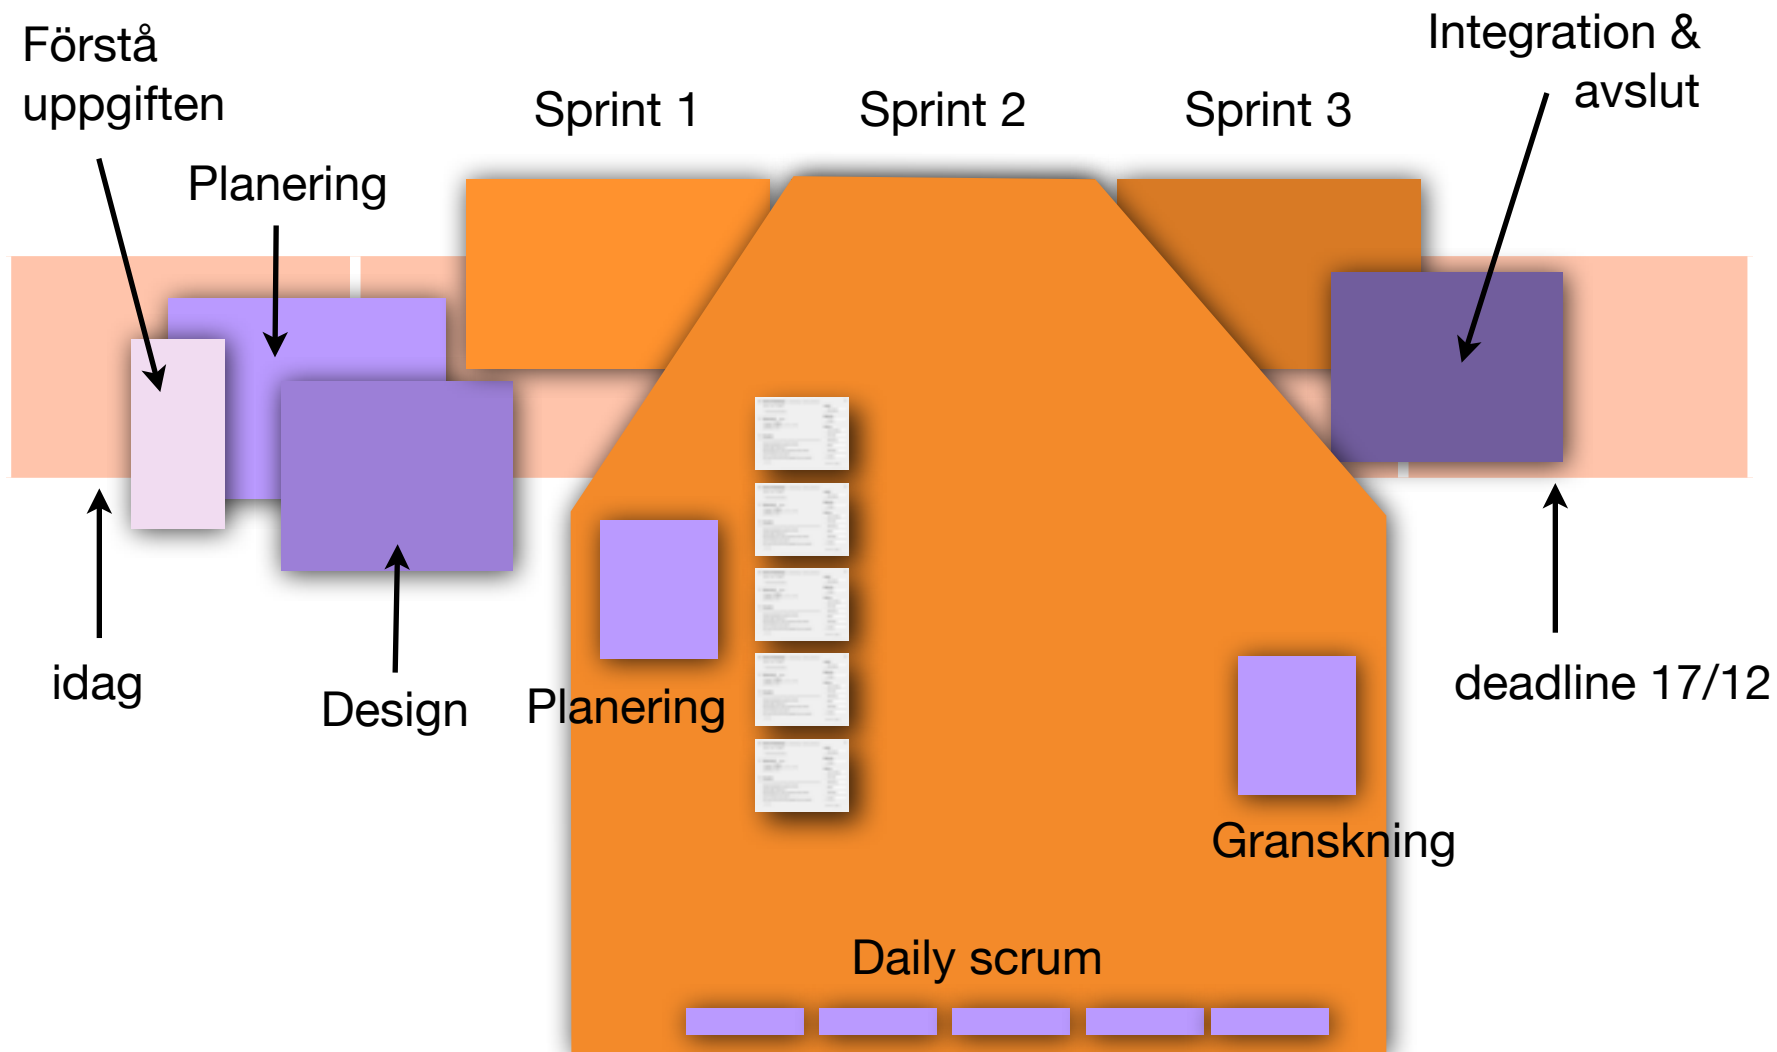 Förstå
uppgiften
Planering
Sprint 1
Sprint 2
Sprint 3
Integration &
avslut
idag
Design
Planering
Granskning
deadline 17/12
Daily scrum